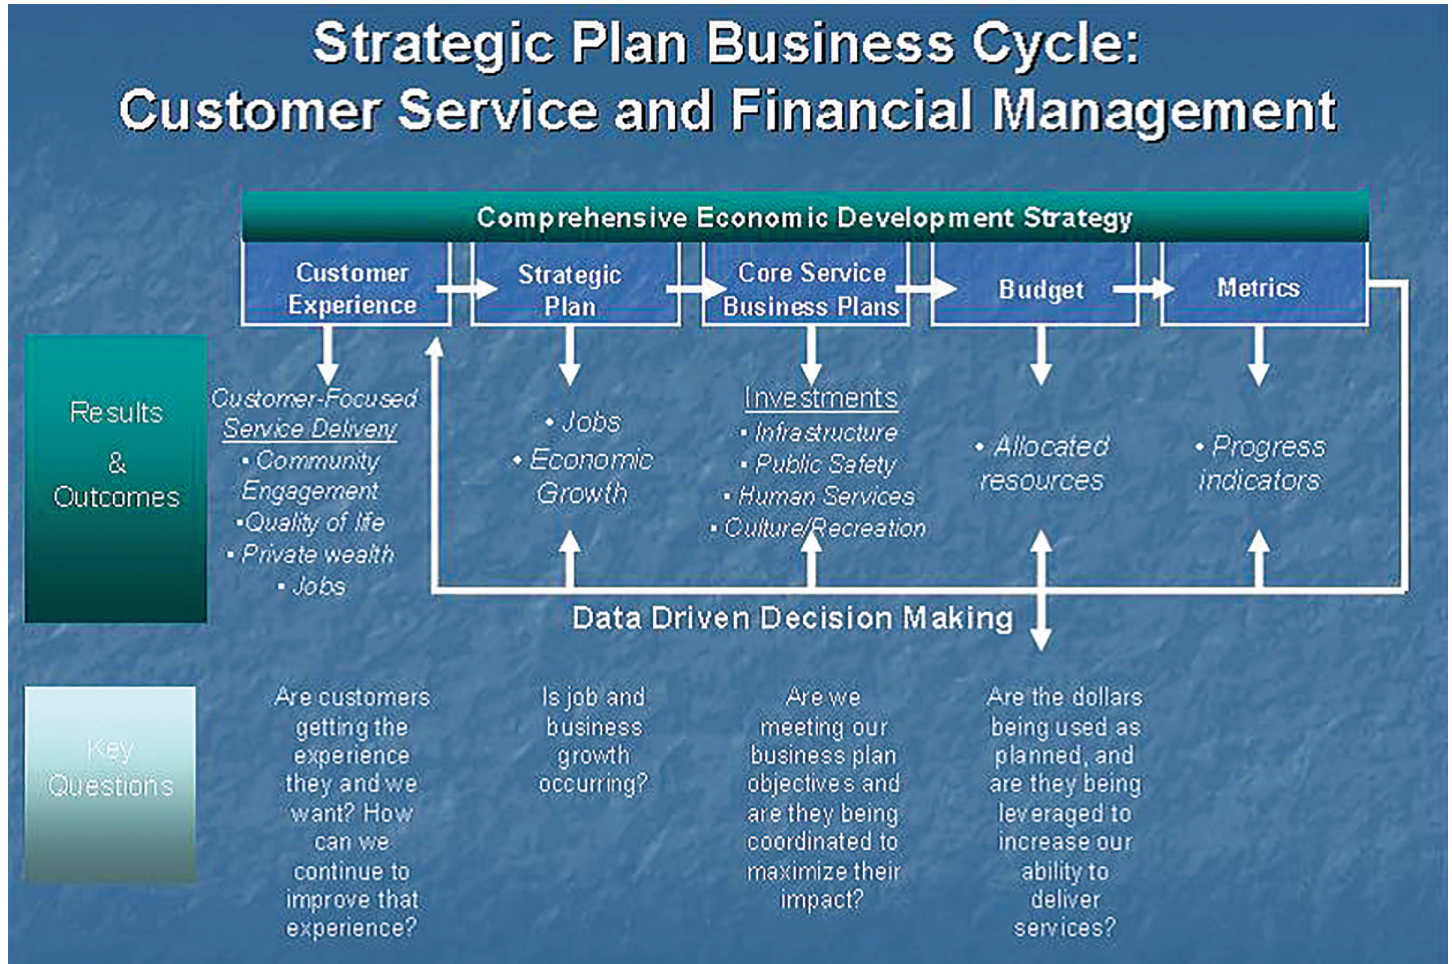 Strategic Plan Business Cycle:
Customer Service and Financial Management
Comprehensive Economic Development Strategy
Customer
Experience
Strategic
Plan
Core Service
Business Plans
Budget
Metrics
Results
&
Outcomes
Customer-Focused
Service Delivery
▪ Community
Engagement
▪Quality of life
▪ Private wealth
▪ Jobs
▪ Jobs
▪ Economic
Growth
Investments
▪ Infrastructure
▪ Public Safety
▪ Human Services
▪ Culture/Recreation
▪ Allocated
resources
▪ Progress
indicators
Data Driven Decision Making
Key
Questions
Are customers
getting the
experience
they and we
want? How
can we
continue to
improve that
experience?
Is job and
business
growth
occurring?
Are we
meeting our
business plan
objectives and
are they being
coordinated to
maximize their
impact?
Are the dollars
being used as
planned, and
are they being
leveraged to
increase our
ability to
deliver
services?